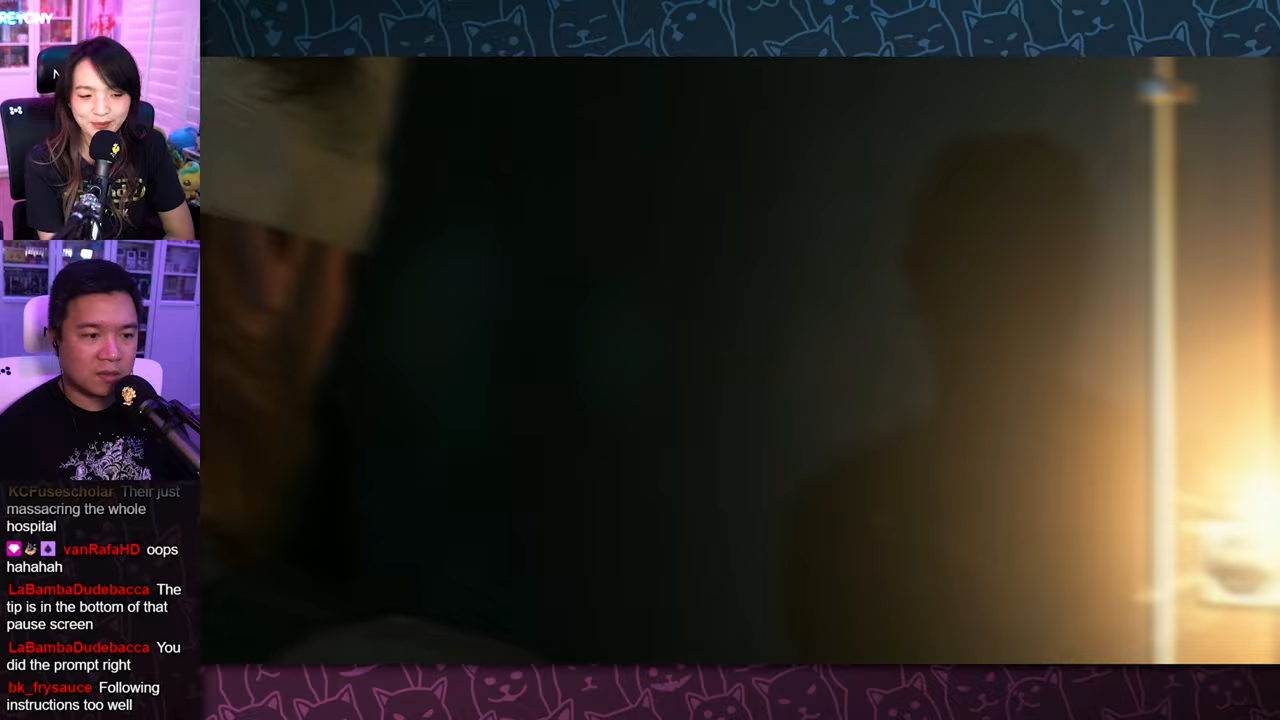 REYONY
KCFusescholar Their just
massacring the whole
hospital
vanRafaHD oops
hahahah
LaBambaDudebacca The
tip is in the bottom of that
pause screen
LaBambaDudebacca You
did the prompt right
bk_frysauce Following
instructions too well